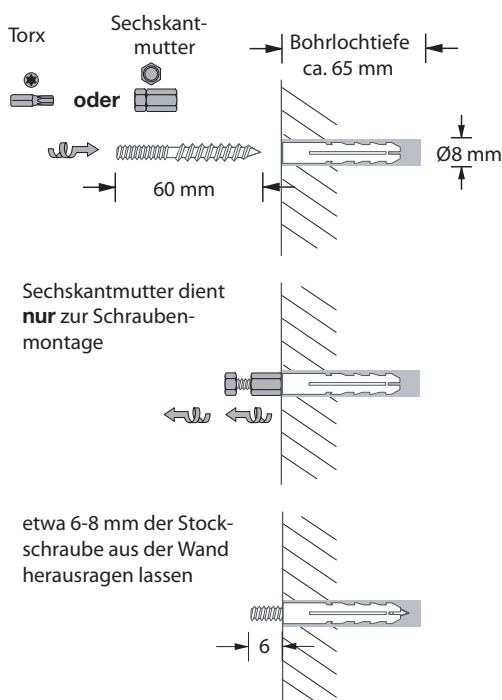 Torx
Sechskant-
mutter
oder
Bohrlochtiefe
ca. 65 mm
Ø8 mm
60 mm
Sechskantmutter dient
nur zur Schrauben-
montage
etwa 6-8 mm der Stock-
schraube aus der Wand
herausragen lassen
6